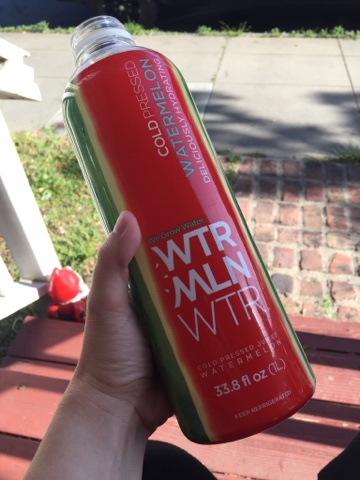 COLD PRESSED
WATERMELON
DELICIOUSLY HYDRATING
We Grow Water
WTR
MLN
WTR
COLD PRESSED JUICED
WATERMELON
33.8 fl oz (1L)
KEEP REFRIGERATED